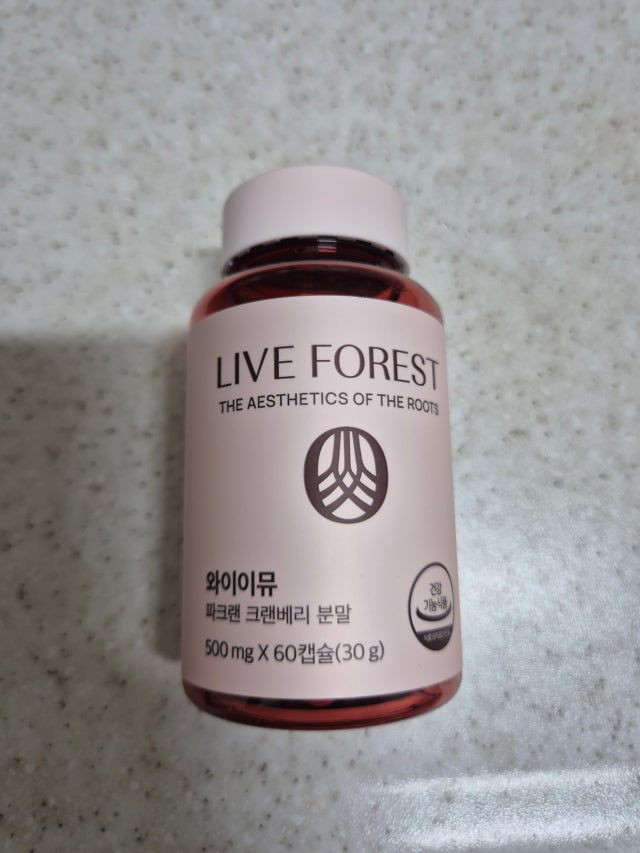 LIVE FOREST
THE AESTHETICS OF THE ROOTS
와이이뮤
파크랜 크랜베리 분말
500 mg X 60캡슐(30 g)
건강
기능식품